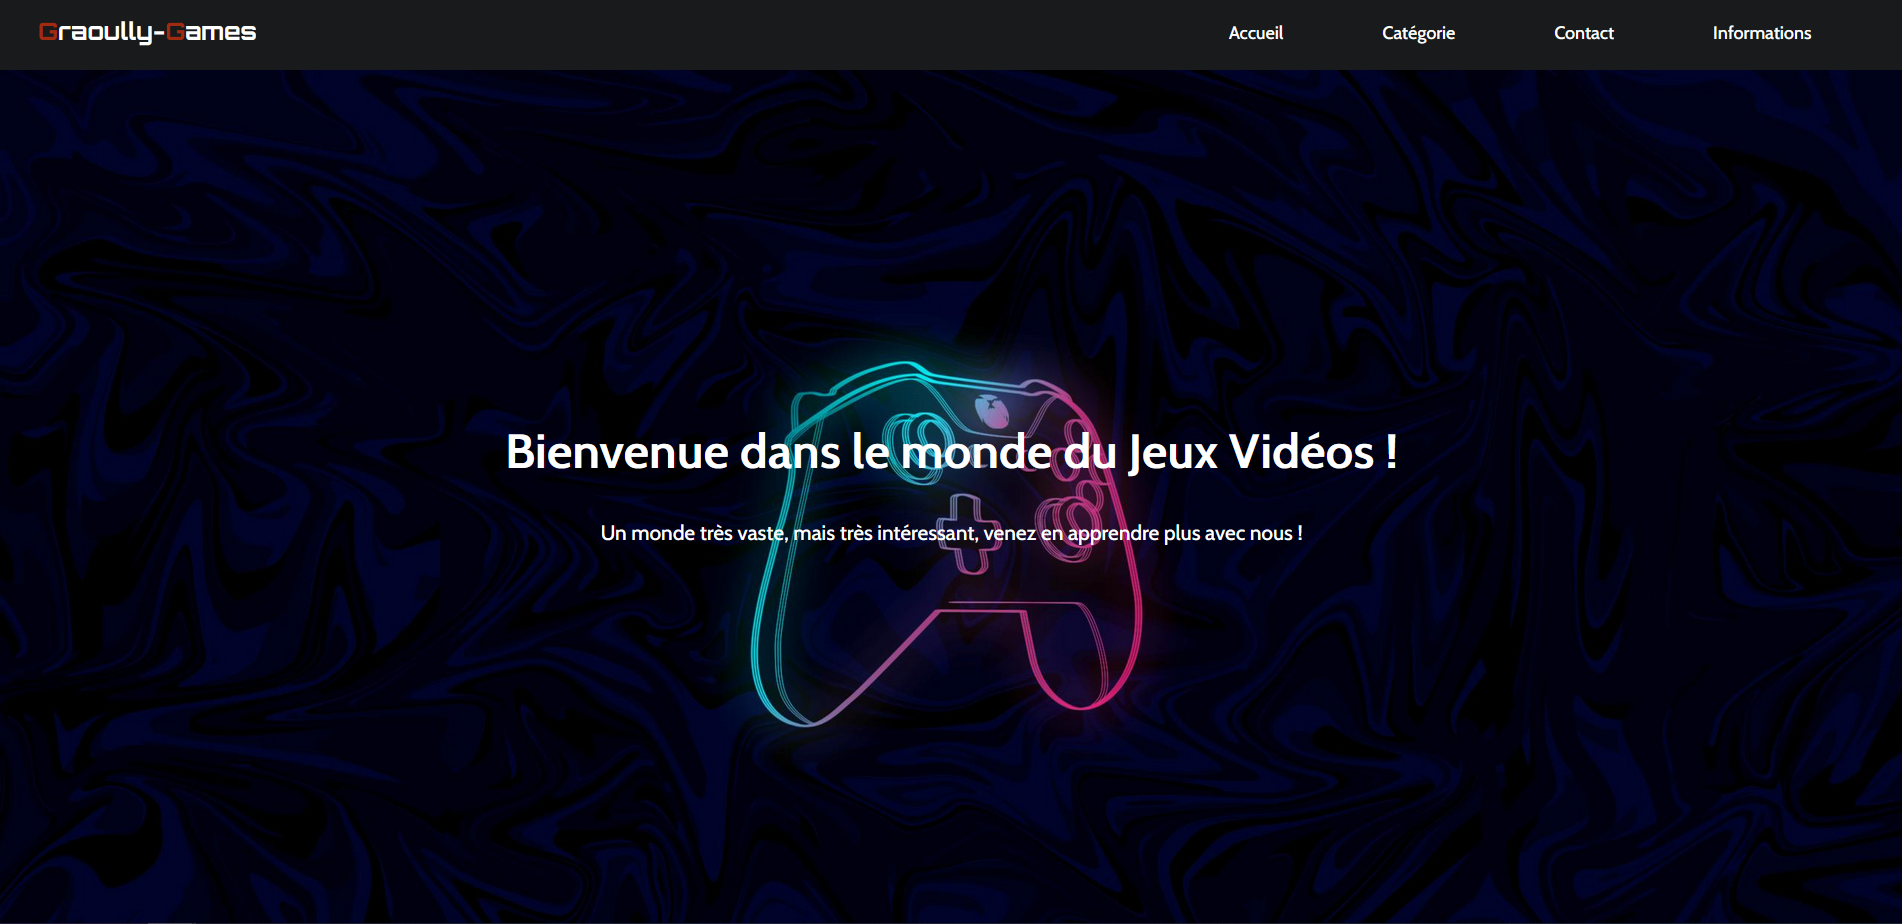 Graoully-Games
Accueil Catégorie Contact Informations
Bienvenue dans le monde du Jeux Vidéos !
Un monde très vaste, mais très intéressant, venez en apprendre plus avec nous !